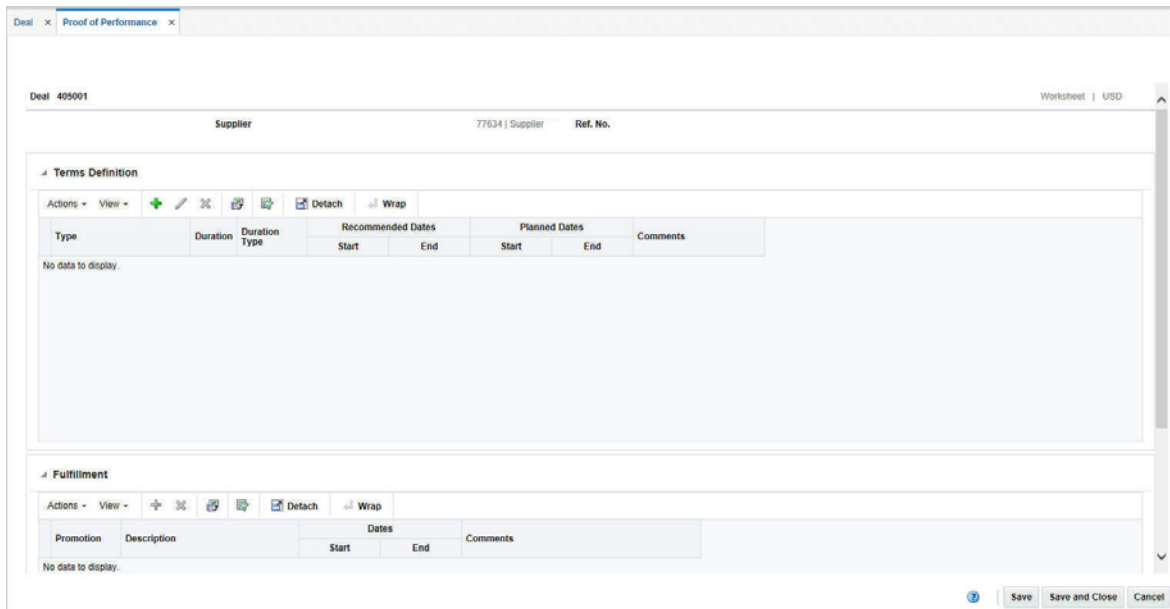 Deal × Proof of Performance ×
Deal 405001 Worksheet | USD
Supplier 77634 | Supplier Ref. No.
Terms Definition
Actions View Detach Wrap
Type Duration Duration Type Recommended Dates Planned Dates Comments
Start End Start End
No data to display.
Fulfillment
Actions View Detach Wrap
Promotion Description Dates Comments
Start End
No data to display.
? Save Save and Close Cancel